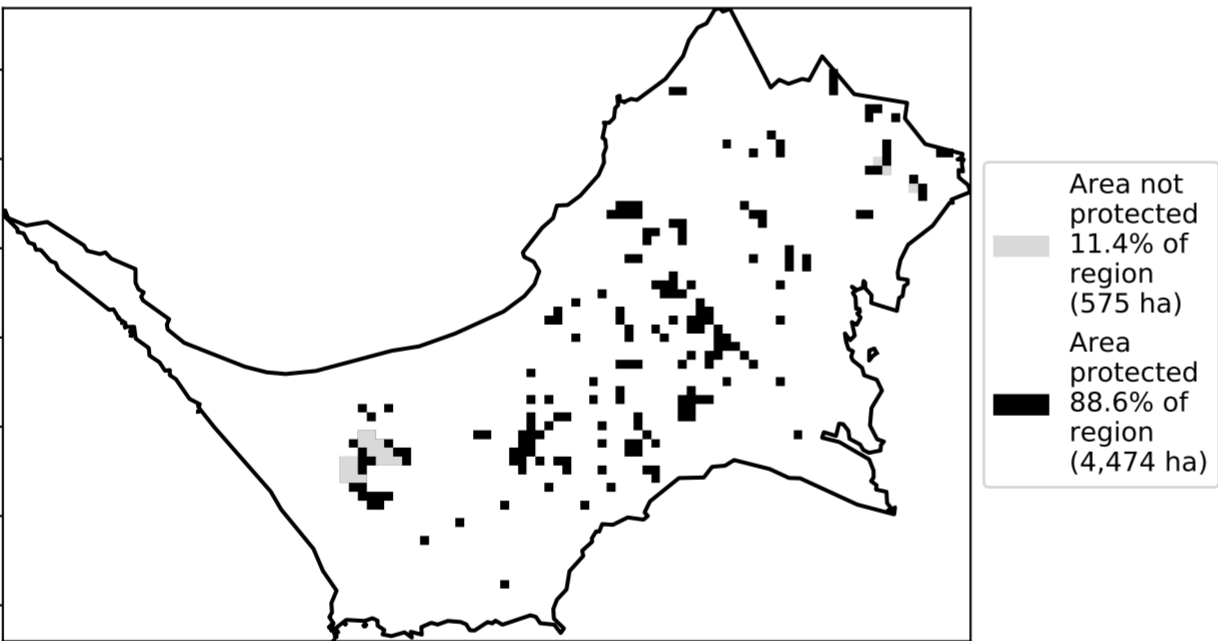 Area not
protected
11.4% of
region
(575 ha)
Area
protected
88.6% of
region
(4,474 ha)